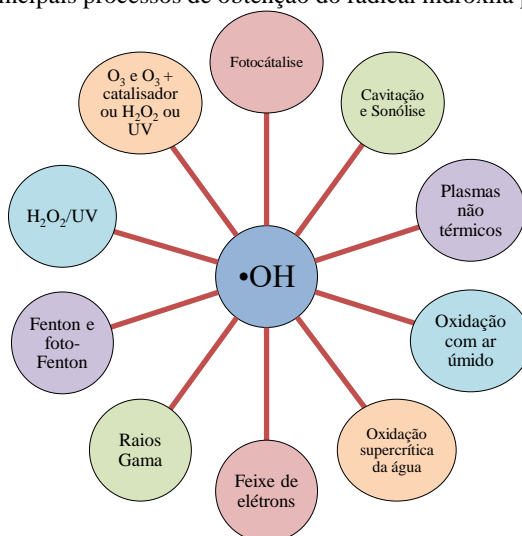 ncipais processos de obtenção do radical hidroxila p
Fotocátalise
O₃ e O₃ +
catalisador
ou H₂O₂ ou
UV
Cavitação
e Sonólise
H₂O₂/UV
Plasmas
não
térmicos
•OH
Fenton e
foto-
Fenton
Oxidação
com ar
úmido
Raios
Gama
Oxidação
supercrítica
da água
Feixe de
elétrons